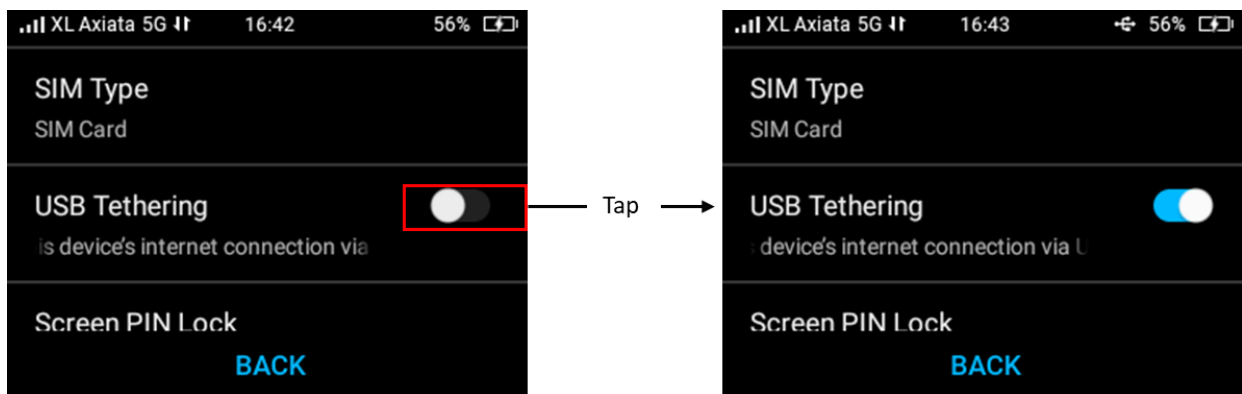 XL Axiata 5G 16:42 56%
SIM Type
SIM Card
USB Tethering
is device's internet connection via
Screen PIN Lock
BACK
Tap
XL Axiata 5G 16:43 56%
SIM Type
SIM Card
USB Tethering
device's internet connection via U
Screen PIN Lock
BACK